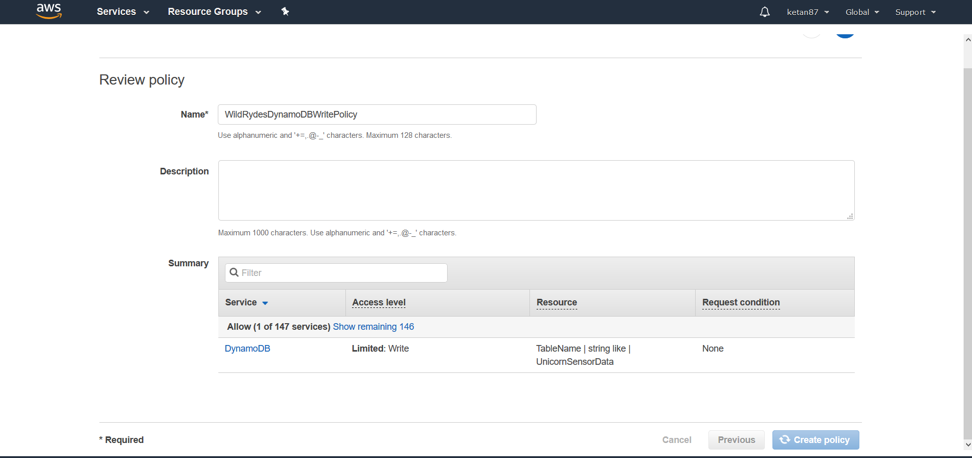 aws
Services
Resource Groups
ketan87
Global
Support
Review policy
Name*
WildRydesDynamoDBWritePolicy
Use alphanumeric and '+=,.@-_' characters. Maximum 128 characters.
Description
Maximum 1000 characters. Use alphanumeric and '+=,.@-_' characters.
Summary
Filter
Service
Access level
Resource
Request condition
Allow (1 of 147 services) Show remaining 146
DynamoDB
Limited: Write
TableName | string like |
UnicornSensorData
None
* Required
Cancel
Previous
Create policy